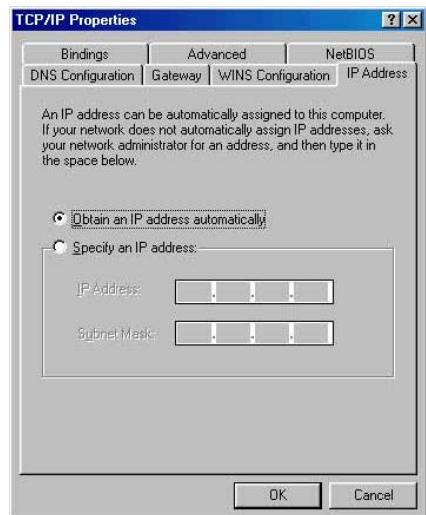 TCP/IP Properties
Bindings Advanced NetBIOS
DNS Configuration Gateway WINS Configuration IP Address
An IP address can be automatically assigned to this computer.
If your network does not automatically assign IP addresses, ask
your network administrator for an address, and then type it in
the space below.
Obtain an IP address automatically
Specify an IP address:
IP Address:
Subnet Mask:
OK Cancel